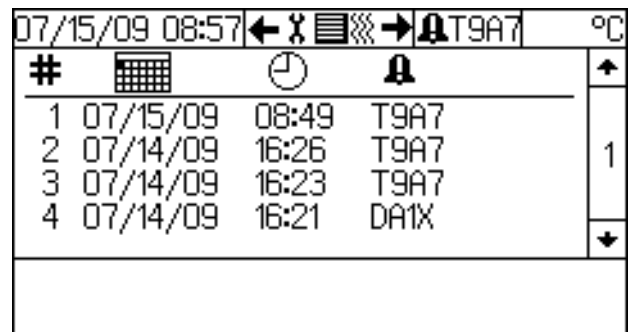 07/15/09 08:57 T9A7 °C
#
1 07/15/09 08:49 T9A7
2 07/14/09 16:26 T9A7 1
3 07/14/09 16:23 T9A7
4 07/14/09 16:21 DA1X